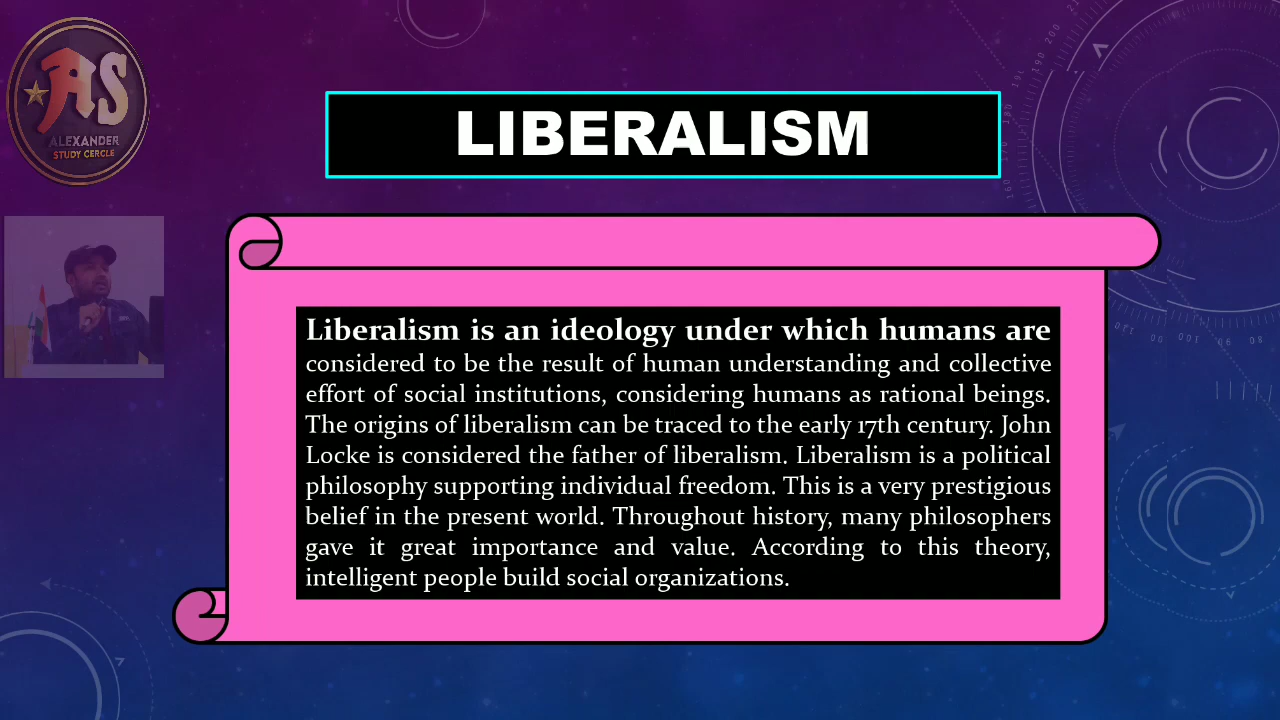 AS
ALEXANDER
STUDY CERCLE
LIBERALISM
Liberalism is an ideology under which humans are
considered to be the result of human understanding and collective
effort of social institutions, considering humans as rational beings.
The origins of liberalism can be traced to the early 17th century. John
Locke is considered the father of liberalism. Liberalism is a political
philosophy supporting individual freedom. This is a very prestigious
belief in the present world. Throughout history, many philosophers
gave it great importance and value. According to this theory,
intelligent people build social organizations.